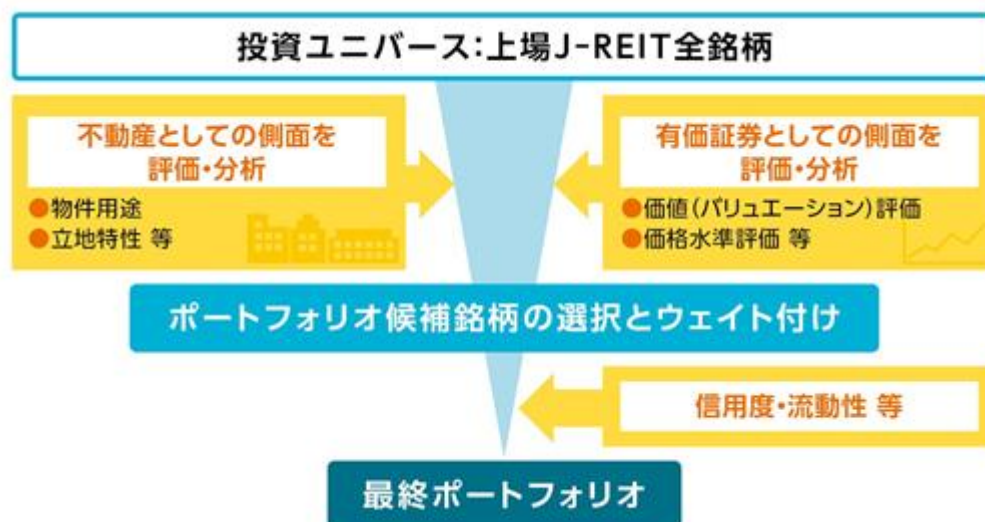 投資ユニバース:上場J-REIT全銘柄
不動産としての側面を
評価・分析
●物件用途
●立地特性 等
有価証券としての側面を
評価・分析
●価値(バリュエーション)評価
●価格水準評価 等
ポートフォリオ候補銘柄の選択とウェイト付け
信用度・流動性 等
最終ポートフォリオ